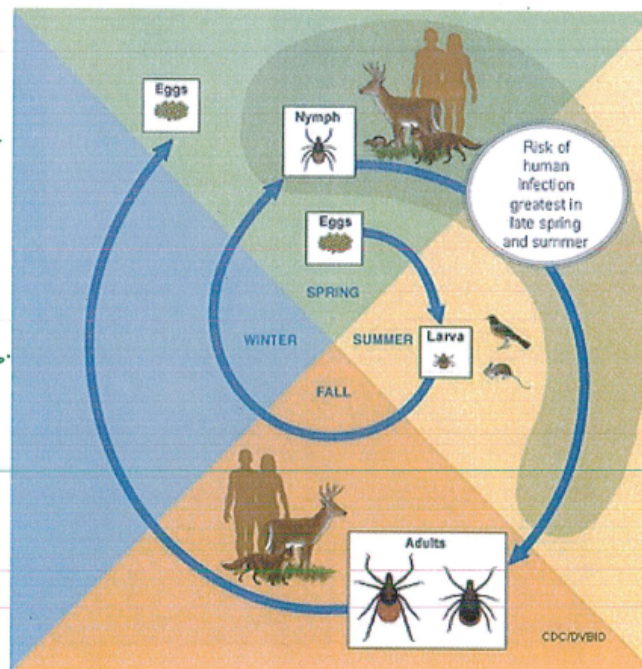 Eggs
Nymph
Risk of
human
infection
greatest in
late spring
and summer
Eggs
SPRING
WINTER
SUMMER
Larva
FALL
Adults
CDC/DVBID